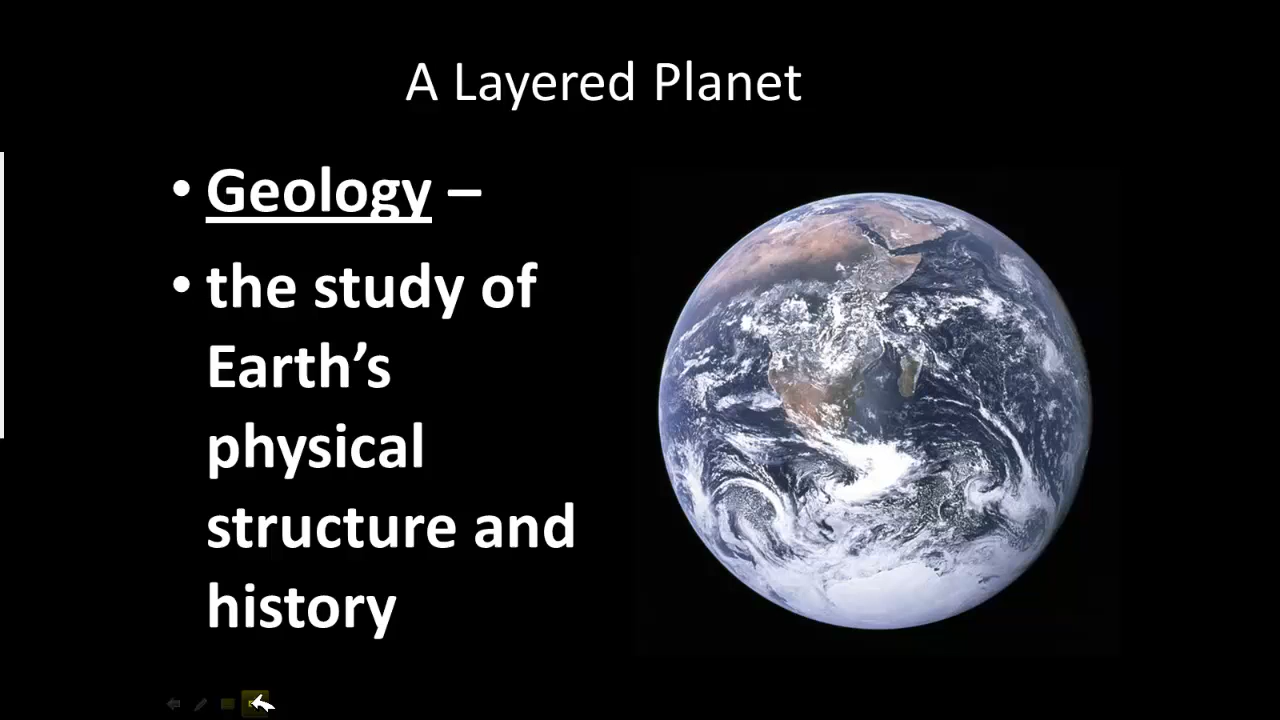 A Layered Planet
• Geology –
• the study of
Earth’s
physical
structure and
history